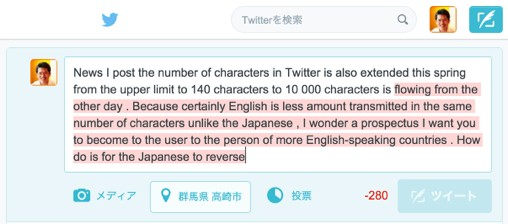 Twitterを検索
News I post the number of characters in Twitter is also extended this spring
from the upper limit to 140 characters to 10 000 characters is flowing from the
other day . Because certainly English is less amount transmitted in the same
number of characters unlike the Japanese , I wonder a prospectus I want you
to become to the user to the person of more English-speaking countries . How
do is for the Japanese to reverse
メディア 群馬県 高崎市 投票 -280 ツイート